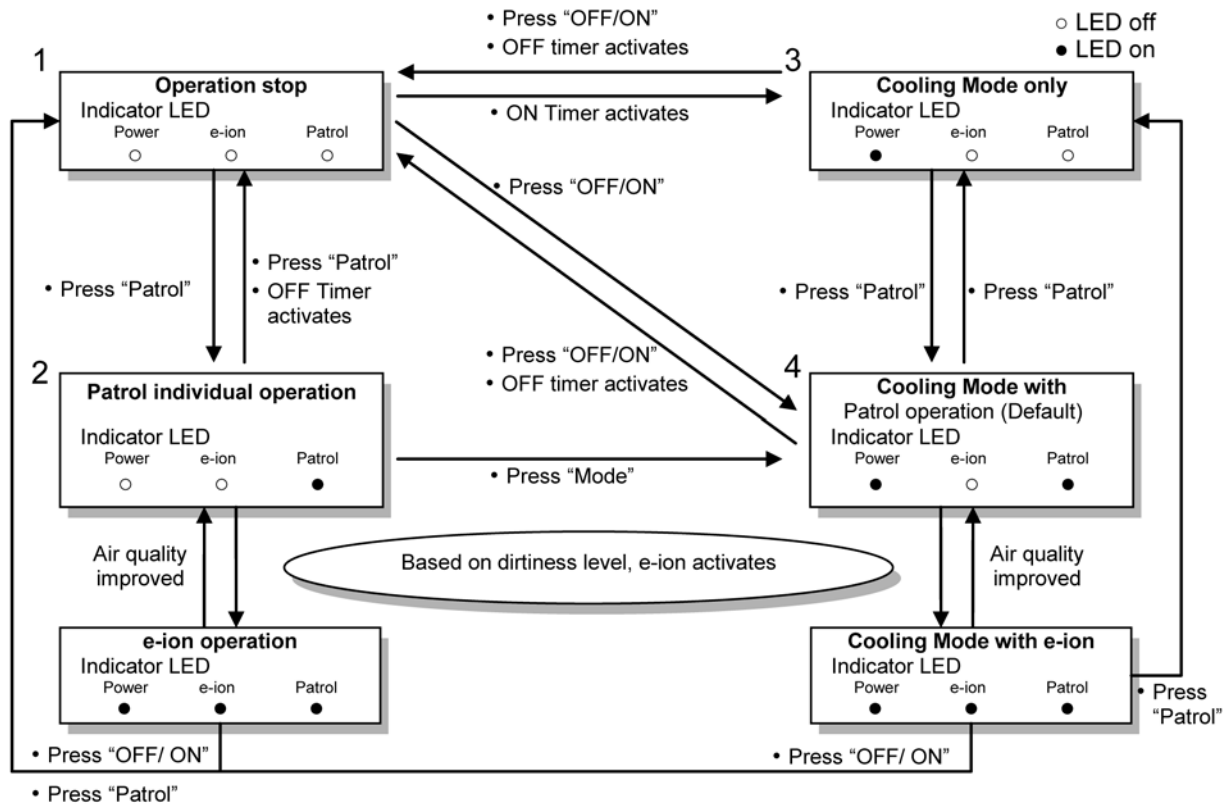 • Press “OFF/ON”
• OFF timer activates
○ LED off
● LED on
1
Operation stop
Indicator LED
Power e-ion Patrol
• ON Timer activates
3
Cooling Mode only
Indicator LED
Power e-ion Patrol
• Press “OFF/ON”
• Press “Patrol”
• Press “Patrol”
• OFF Timer
activates
• Press “Patrol”
• Press “Patrol”
• Press “OFF/ON”
• OFF timer activates
2
Patrol individual operation
Indicator LED
Power e-ion Patrol
• Press “Mode”
4
Cooling Mode with
Patrol operation (Default)
Indicator LED
Power e-ion Patrol
Air quality
improved
Based on dirtiness level, e-ion activates
Air quality
improved
e-ion operation
Indicator LED
Power e-ion Patrol
Cooling Mode with e-ion
Indicator LED
Power e-ion Patrol
• Press
“Patrol”
• Press “OFF/ ON”
• Press “Patrol”
• Press “OFF/ ON”